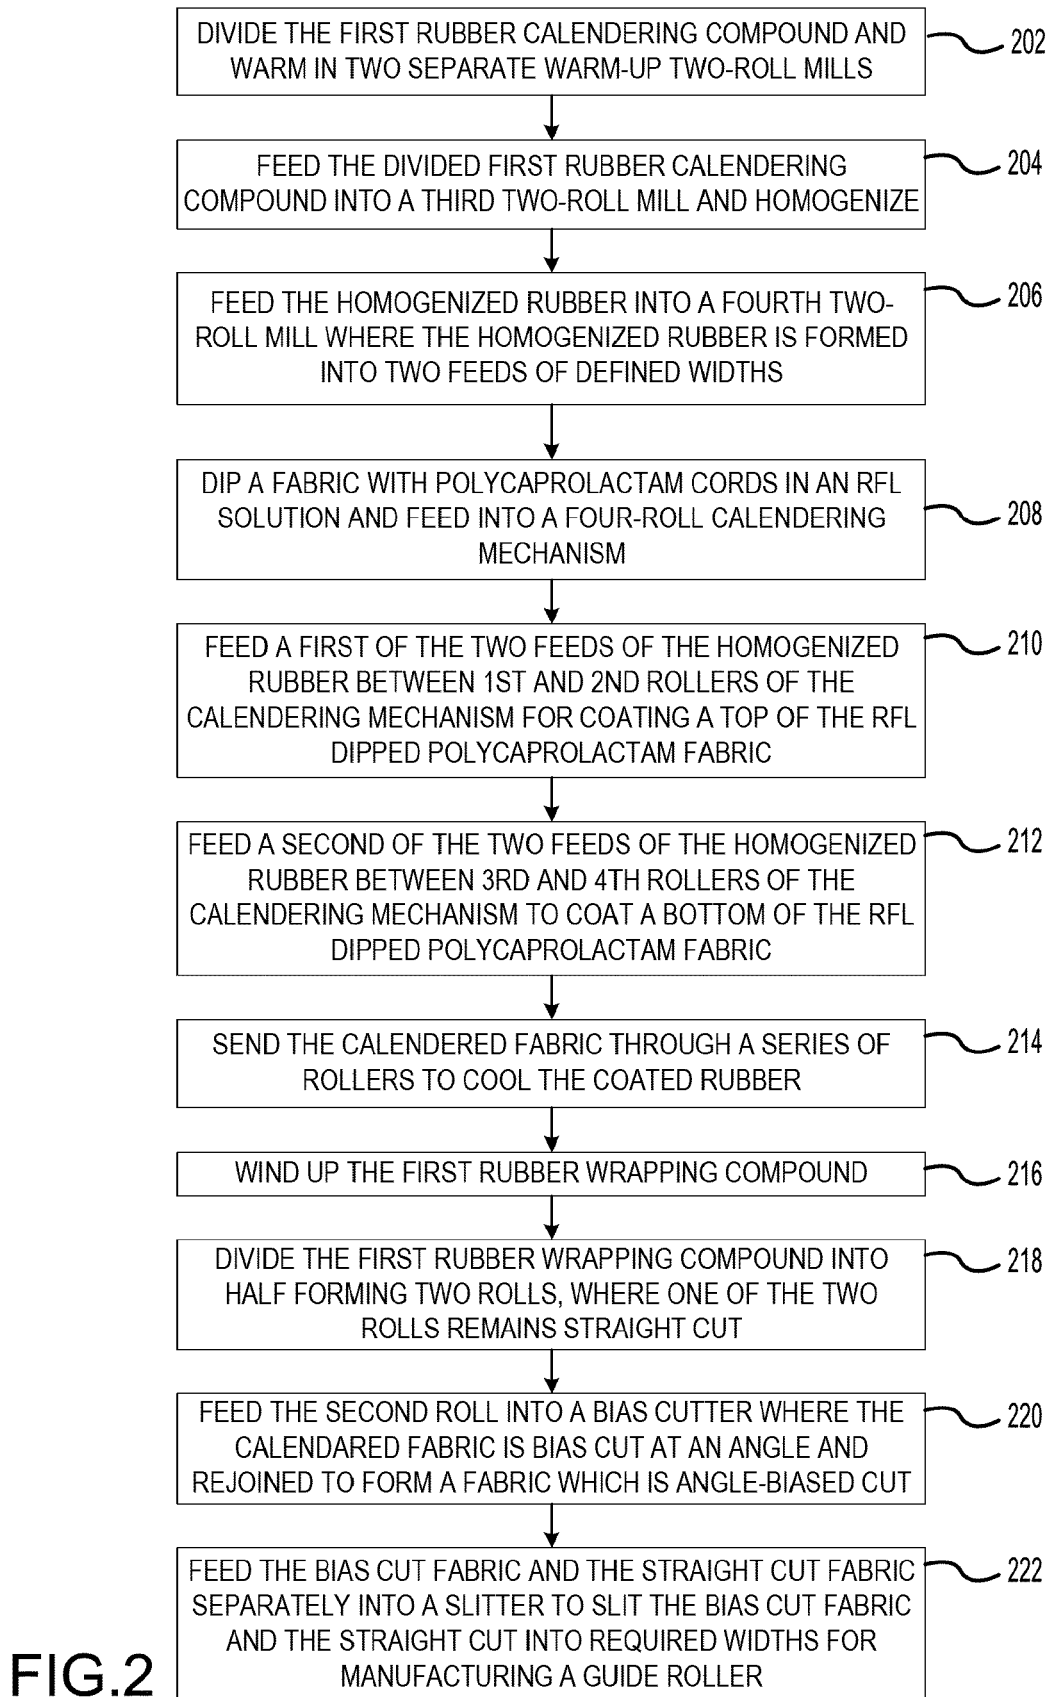 DIVIDE THE FIRST RUBBER CALENDERING COMPOUND AND
WARM IN TWO SEPARATE WARM-UP TWO-ROLL MILLS
202
FEED THE DIVIDED FIRST RUBBER CALENDERING
COMPOUND INTO A THIRD TWO-ROLL MILL AND HOMOGENIZE
204
FEED THE HOMOGENIZED RUBBER INTO A FOURTH TWO-
ROLL MILL WHERE THE HOMOGENIZED RUBBER IS FORMED
INTO TWO FEEDS OF DEFINED WIDTHS
206
DIP A FABRIC WITH POLYCAPROLACTAM CORDS IN AN RFL
SOLUTION AND FEED INTO A FOUR-ROLL CALENDERING
MECHANISM
208
FEED A FIRST OF THE TWO FEEDS OF THE HOMOGENIZED
RUBBER BETWEEN 1ST AND 2ND ROLLERS OF THE
CALENDERING MECHANISM FOR COATING A TOP OF THE RFL
DIPPED POLYCAPROLACTAM FABRIC
210
FEED A SECOND OF THE TWO FEEDS OF THE HOMOGENIZED
RUBBER BETWEEN 3RD AND 4TH ROLLERS OF THE
CALENDERING MECHANISM TO COAT A BOTTOM OF THE RFL
DIPPED POLYCAPROLACTAM FABRIC
212
SEND THE CALENDERED FABRIC THROUGH A SERIES OF
ROLLERS TO COOL THE COATED RUBBER
214
WIND UP THE FIRST RUBBER WRAPPING COMPOUND
216
DIVIDE THE FIRST RUBBER WRAPPING COMPOUND INTO
HALF FORMING TWO ROLLS, WHERE ONE OF THE TWO
ROLLS REMAINS STRAIGHT CUT
218
FEED THE SECOND ROLL INTO A BIAS CUTTER WHERE THE
CALENDARED FABRIC IS BIAS CUT AT AN ANGLE AND
REJOINED TO FORM A FABRIC WHICH IS ANGLE-BIASED CUT
220
FEED THE BIAS CUT FABRIC AND THE STRAIGHT CUT FABRIC
SEPARATELY INTO A SLITTER TO SLIT THE BIAS CUT FABRIC
AND THE STRAIGHT CUT INTO REQUIRED WIDTHS FOR
MANUFACTURING A GUIDE ROLLER
222
FIG.2